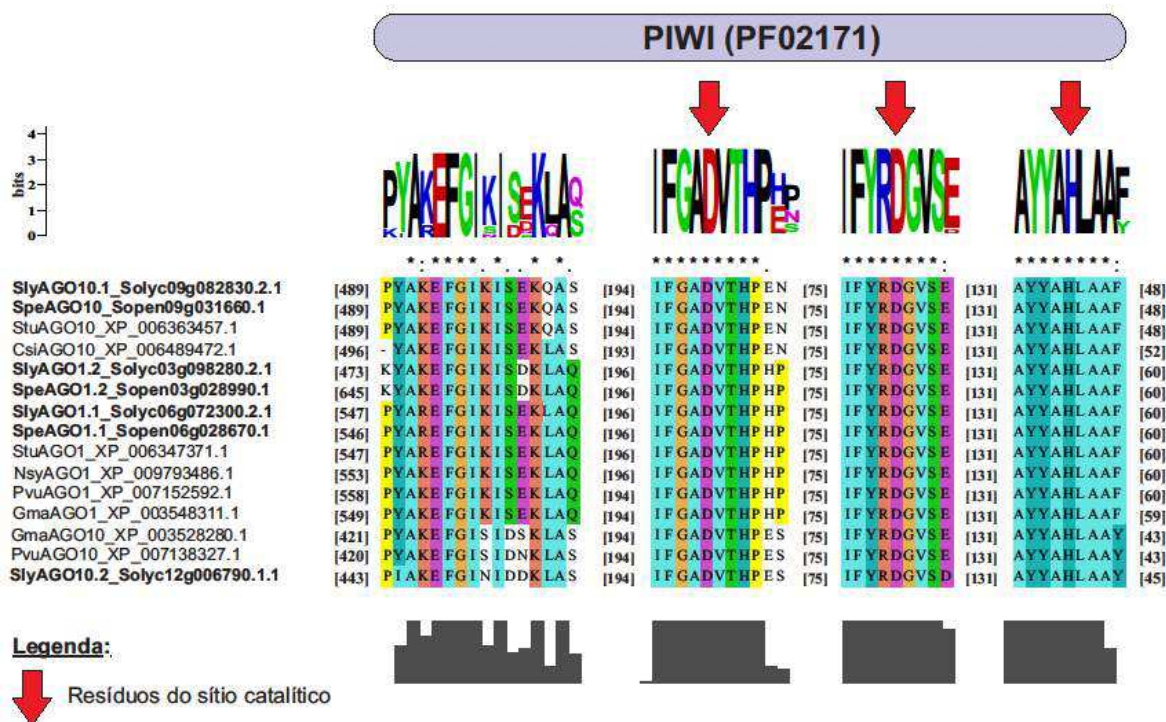 PIWI (PF02171)
4
3
2
1
0
bits
SlyAGO10.1_Solyc09g082830.2.1 [489] PYAKEFGIKISEKQAS [194] IFGADVTHPEN [75] IFYRDGVSE [131] AYYAHLAAF [48]
SpeAGO10_Sopen09g031660.1 [489] PYAKEFGIKISEKQAS [194] IFGADVTHPEN [75] IFYRDGVSE [131] AYYAHLAAF [48]
StuAGO10_XP_006363457.1 [489] PYAKEFGIKISEKQAS [194] IFGADVTHPEN [75] IFYRDGVSE [131] AYYAHLAAF [48]
CsiAGO10_XP_006489472.1 [496] -YAKEFGIKISEKLAS [193] IFGADVTHPEN [75] IFYRDGVSE [131] AYYAHLAAF [52]
SlyAGO1.2_Solyc03g098280.2.1 [473] KYAKEFGIKISDKLAQ [196] IFGADVTHPHP [75] IFYRDGVSE [131] AYYAHLAAF [60]
SpeAGO1.2_Sopen03g028990.1 [645] KYAKEFGIKISDKLAQ [196] IFGADVTHPHP [75] IFYRDGVSE [131] AYYAHLAAF [60]
SlyAGO1.1_Solyc06g072300.2.1 [547] PYAREFGIKISEKLAQ [196] IFGADVTHPHP [75] IFYRDGVSE [131] AYYAHLAAF [60]
SpeAGO1.1_Sopen06g028670.1 [546] PYAREFGIKISEKLAQ [196] IFGADVTHPHP [75] IFYRDGVSE [131] AYYAHLAAF [60]
StuAGO1_XP_006347371.1 [547] PYAREFGIKISEKLAQ [196] IFGADVTHPHP [75] IFYRDGVSE [131] AYYAHLAAF [60]
NsyAGO1_XP_009793486.1 [553] PYAREFGIKISEKLAQ [196] IFGADVTHPHP [75] IFYRDGVSE [131] AYYAHLAAF [60]
PvuAGO1_XP_007152592.1 [558] PYAKEFGIKISEKLAQ [194] IFGADVTHPHP [75] IFYRDGVSE [131] AYYAHLAAF [60]
GmaAGO1_XP_003548311.1 [549] PYAKEFGIKISEKLAQ [194] IFGADVTHPHP [75] IFYRDGVSE [131] AYYAHLAAF [59]
GmaAGO10_XP_003528280.1 [421] PYAKEFGISIDSKLAS [194] IFGADVTHPES [75] IFYRDGVSE [131] AYYAHLAAY [43]
PvuAGO10_XP_007138327.1 [420] PYAKEFGISIDNKLAS [194] IFGADVTHPES [75] IFYRDGVSE [131] AYYAHLAAY [43]
SlyAGO10.2_Solyc12g006790.1.1 [443] PIAKEFGINIDDKLAS [194] IFGADVTHPES [75] IFYRDGVSD [131] AYYAHLAAY [45]
Legenda:
Resíduos do sítio catalítico